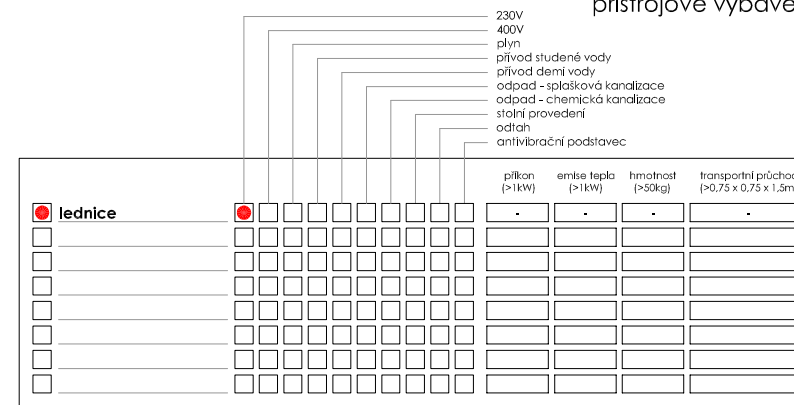 přístrojové vybave
230V
400V
plyn
přívod studené vody
přívod demi vody
odpad - splašková kanalizace
odpad - chemická kanalizace
stolní provedení
odtah
antivibrační podstavec
příkon emise tepla hmotnost transportní průchod
(>1kW) (>1kW) (>50kg) (>0,75 x 0,75 x 1,5m
lednice - - - -